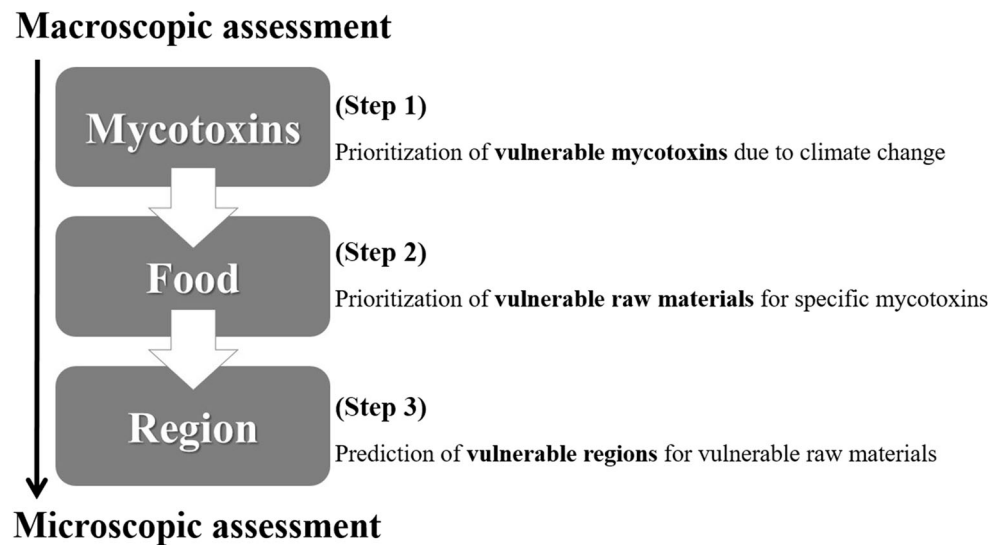 Macroscopic assessment
Mycotoxins
(Step 1)
Prioritization of vulnerable mycotoxins due to climate change
Food
(Step 2)
Prioritization of vulnerable raw materials for specific mycotoxins
Region
(Step 3)
Prediction of vulnerable regions for vulnerable raw materials
Microscopic assessment